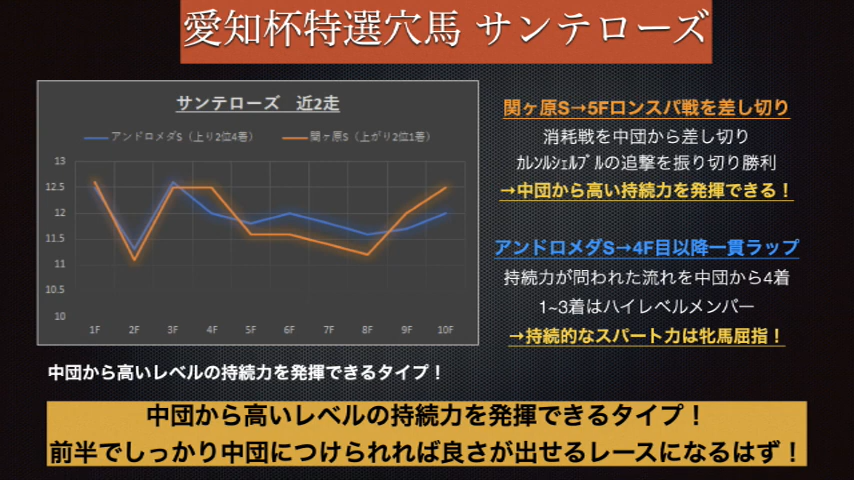 愛知杯特選穴馬 サンテローズ
サンテローズ 近2走
アンドロメダS（上り2位4着） 関ヶ原S（上がり2位1着）
13
12.5
12
11.5
11
10.5
10
1F 2F 3F 4F 5F 6F 7F 8F 9F 10F
関ヶ原S→5Fロンスパ戦を差し切り
消耗戦を中団から差し切り
ｶﾚﾝﾙｼｪﾙﾌﾞﾙの追撃を振り切り勝利
→中団から高い持続力を発揮できる！
アンドロメダS→4F目以降一貫ラップ
持続力が問われた流れを中団から4着
1~3着はハイレベルメンバー
→持続的なスパート力は牝馬屈指！
中団から高いレベルの持続力を発揮できるタイプ！
中団から高いレベルの持続力を発揮できるタイプ！
前半でしっかり中団につけられれば良さが出せるレースになるはず！